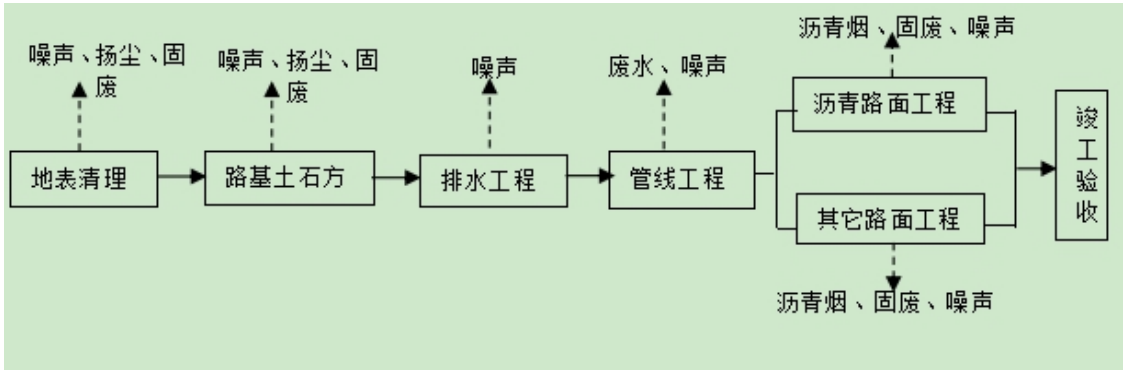 噪声、扬尘、固
废
噪声、扬尘、固
废
噪声
废水、噪声
沥青烟、固废、噪声
地表清理
路基土石方
排水工程
管线工程
沥青路面工程
其它路面工程
沥青烟、固废、噪声
竣
工
验
收